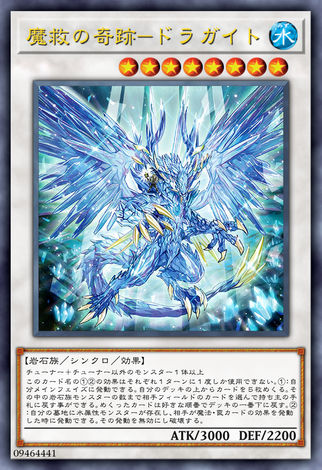 魔救の奇跡－ドラガイト
水
【岩石族／シンクロ／効果】
チューナー＋チューナー以外のモンスター１体以上
このカード名の①②の効果はそれぞれ１ターンに１度しか使用できない。①：自
分メインフェイズに発動できる。自分のデッキの上からカードを５枚めくる。そ
の中の岩石族モンスターの数まで相手フィールドのカードを選んで持ち主の手
札に戻す事ができる。めくったカードは好きな順番でデッキの一番下に戻す。②
：自分の墓地に水属性モンスターが存在し、相手が魔法・罠カードの効果を発動
した時に発動できる。その発動を無効にし破壊する。
ATK/3000 DEF/2200
09464441